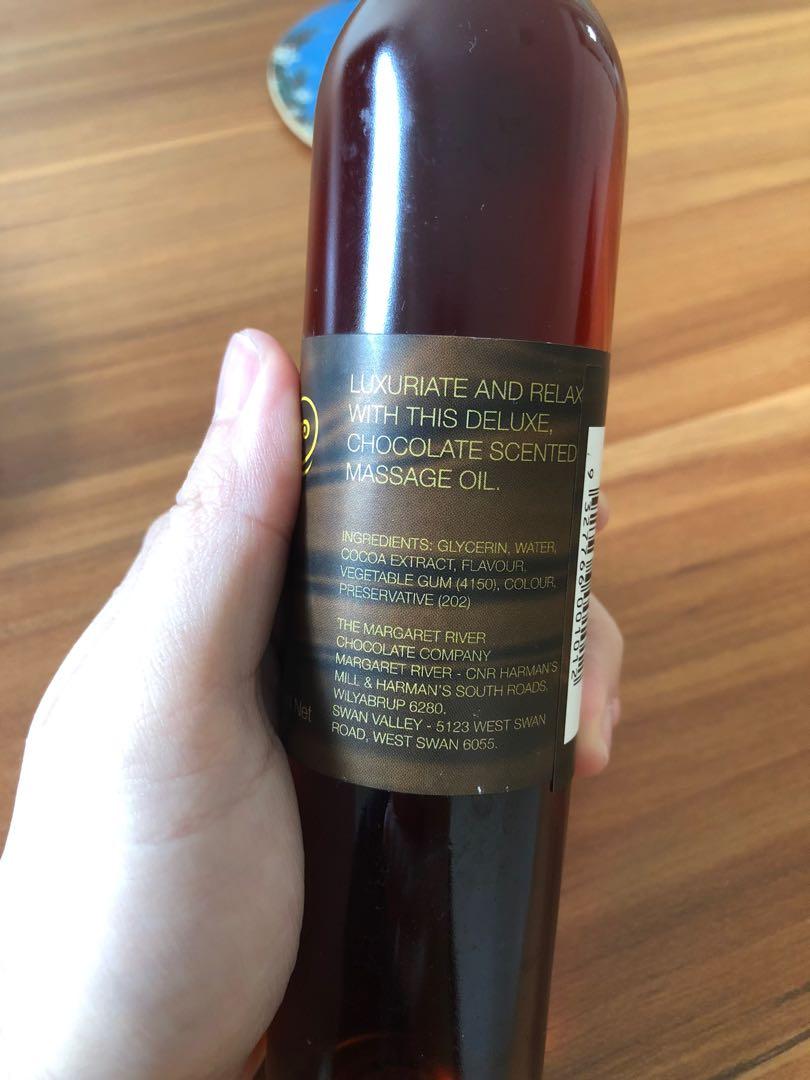 LUXURIATE AND RELAX
WITH THIS DELUXE,
CHOCOLATE SCENTED
MASSAGE OIL.
INGREDIENTS: GLYCERIN, WATER,
COCOA EXTRACT, FLAVOUR,
VEGETABLE GUM (4150), COLOUR,
PRESERVATIVE (202)
THE MARGARET RIVER
CHOCOLATE COMPANY
MARGARET RIVER - CNR HARMAN'S
MILL & HARMAN'S SOUTH ROADS,
WILYABRUP 6280.
SWAN VALLEY - 5123 WEST SWAN
ROAD, WEST SWAN 6055.
Net